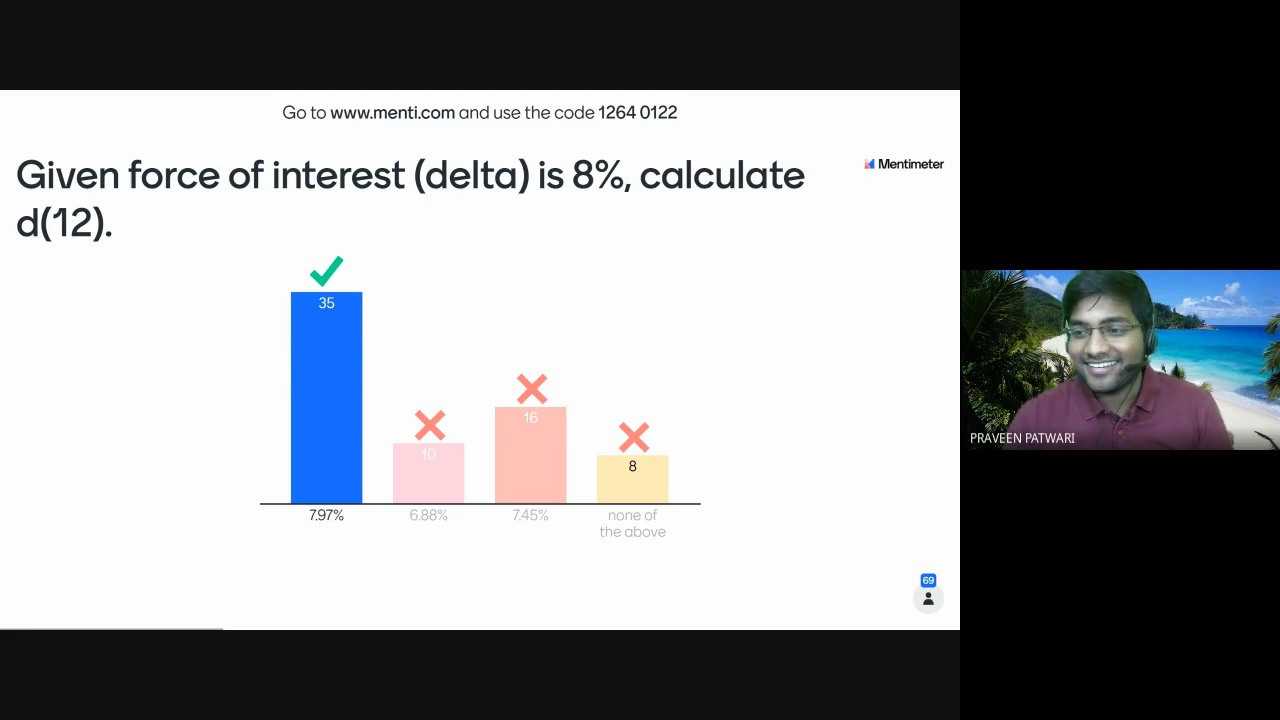 Go to www.menti.com and use the code 1264 0122
Mentimeter
Given force of interest (delta) is 8%, calculate
d(12).
35
10
16
8
7.97%
6.88%
7.45%
none of
the above
69
PRAVEEN PATWARI